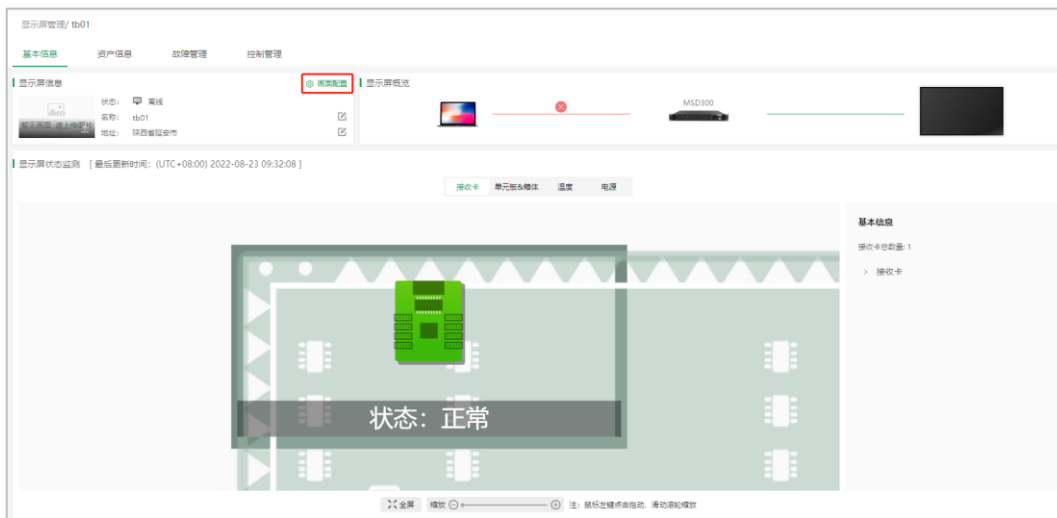 显示屏管理/ tb01
基本信息 资产信息 故障管理 控制管理
显示屏信息 画面配置 显示屏概览
状态: 离线
名称: tb01
地址: 陕西省延安市
MSD300
显示屏状态监测 [ 最后更新时间: (UTC+08:00) 2022-08-23 09:32:08 ]
接收卡 单元板&箱体 温度 电源
基本信息
接收卡总数量: 1
> 接收卡
状态：正常
全屏 缩放 注: 鼠标左键点击拖动, 滑动滚轮缩放